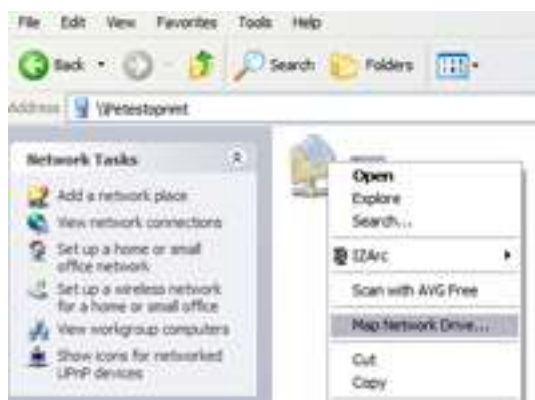 File Edit View Favorites Tools Help
Back Search Folders
Address \\Petestoprint
Network Tasks
Add a network place
View network connections
Set up a home or small
office network
Set up a wireless network
for a home or small office
View workgroup computers
Show icons for networked
UPnP devices
Open
Explore
Search...
IZArc
Scan with AVG Free
Map Network Drive...
Cut
Copy